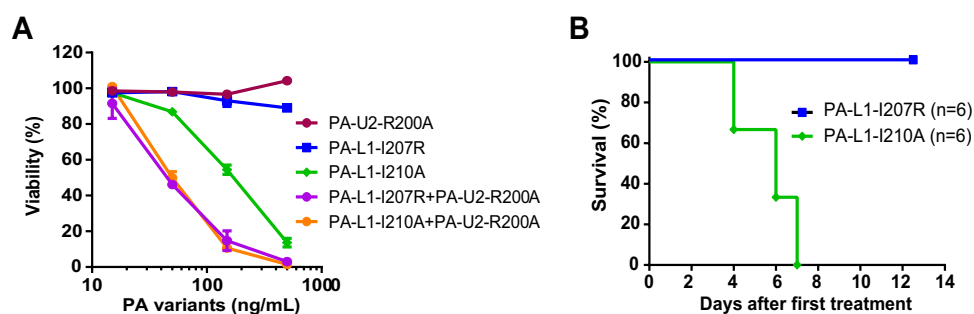 A
120
100
80
60
40
20
0
Viability (%)
10
100
1000
PA variants (ng/mL)
PA-U2-R200A
PA-L1-I207R
PA-L1-I210A
PA-L1-I207R+PA-U2-R200A
PA-L1-I210A+PA-U2-R200A
B
100
80
60
40
20
0
Survival (%)
0 2 4 6 8 10 12 14
Days after first treatment
PA-L1-I207R (n=6)
PA-L1-I210A (n=6)